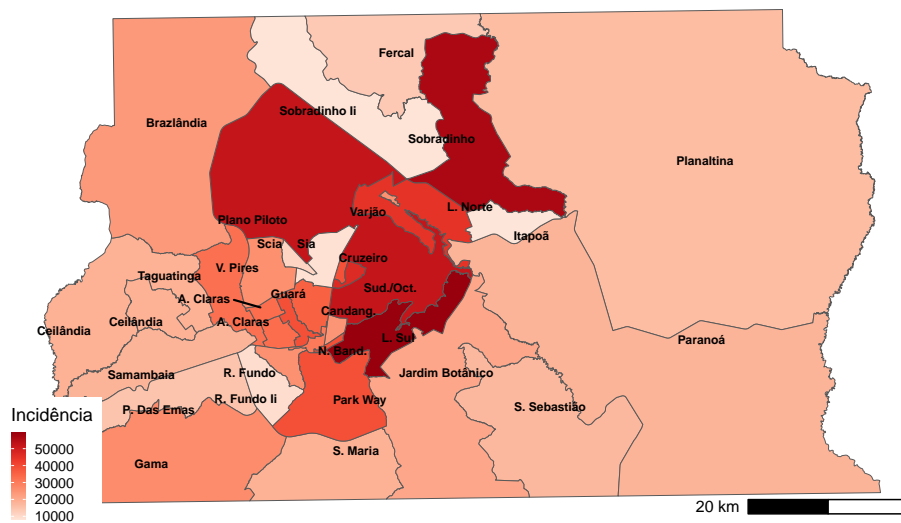 Fercal
Sobradinho Ii
Brazlândia
Sobradinho
Planaltina
L. Norte
Varjão
Plano Piloto
Itapoã
Scia
Sia
Cruzeiro
V. Pires
Taguatinga
Sud./Oct.
Guará
A. Claras
Candang.
A. Claras
Ceilândia
Ceilândia
L. Sul
Paranoá
N. Band.
R. Fundo
Jardim Botânico
Samambaia
R. Fundo Ii
Park Way
P. Das Emas
S. Sebastião
Incidência
50000
40000
30000
20000
10000
S. Maria
Gama
20 km